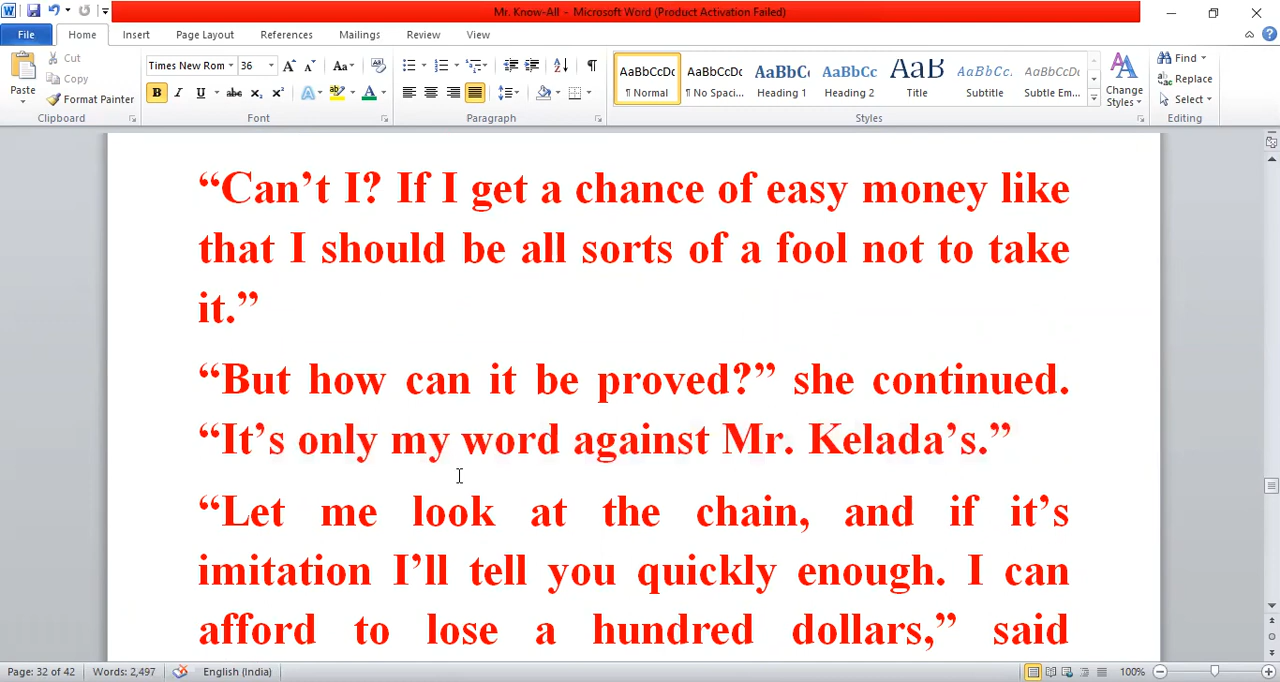 Mr. Know-All - Microsoft Word (Product Activation Failed)
File Home Insert Page Layout References Mailings Review View
Cut
Copy
Format Painter
Paste
Clipboard
Times New Rom 36
Font
Paragraph
AaBbCcDc AaBbCcDc AaBbC AaBbCc AaB AaBbCc. AaBbCcDc
¶ Normal ¶ No Spaci... Heading 1 Heading 2 Title Subtitle Subtle Em...
Change Styles
Styles
Find
Replace
Select
Editing
“Can’t I? If I get a chance of easy money like
that I should be all sorts of a fool not to take
it.”
“But how can it be proved?” she continued.
“It’s only my word against Mr. Kelada’s.”
“Let me look at the chain, and if it’s
imitation I’ll tell you quickly enough. I can
afford to lose a hundred dollars,” said
Page: 32 of 42 Words: 2,497 English (India) 100%